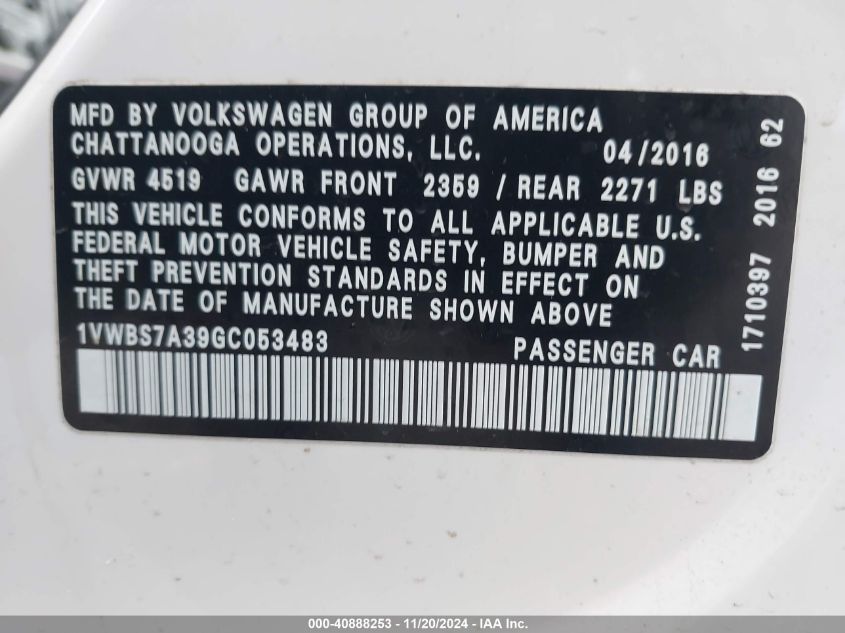 MFD BY VOLKSWAGEN GROUP OF AMERICA
CHATTANOOGA OPERATIONS, LLC. 04/2016
GVWR 4519 GAWR FRONT 2359 / REAR 2271 LBS
THIS VEHICLE CONFORMS TO ALL APPLICABLE U.S.
FEDERAL MOTOR VEHICLE SAFETY, BUMPER AND
THEFT PREVENTION STANDARDS IN EFFECT ON
THE DATE OF MANUFACTURE SHOWN ABOVE
1VWBS7A39GC053483 PASSENGER CAR
1710397 2016 62
000-40888253 - 11/20/2024 - IAA Inc.